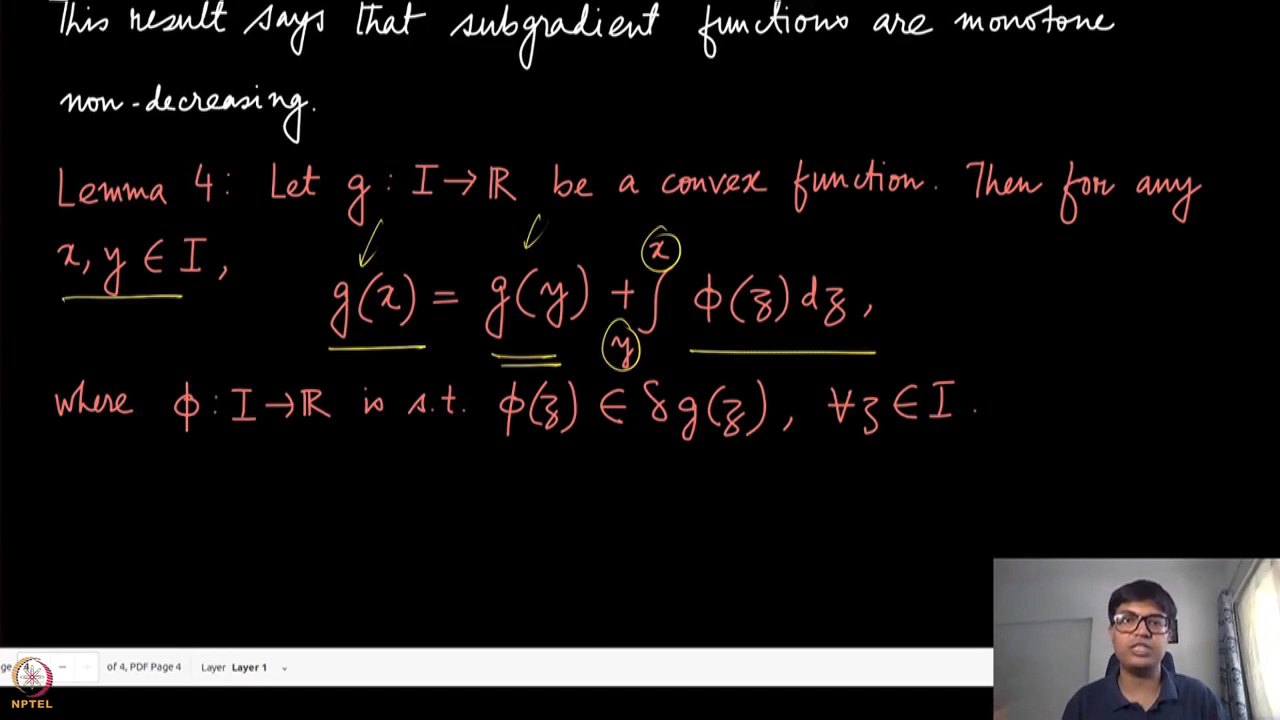 This result says that subgradient functions are monotone
non-decreasing.
Lemma 4: Let g : I → ℝ be a convex function. Then for any
x, y ∈ I,
g(x) = g(y) + ∫_y^x ϕ(z) dz,
where ϕ : I → ℝ is s.t. ϕ(z) ∈ δg(z), ∀ z ∈ I.
of 4, PDF Page 4 Layer Layer 1
NPTEL